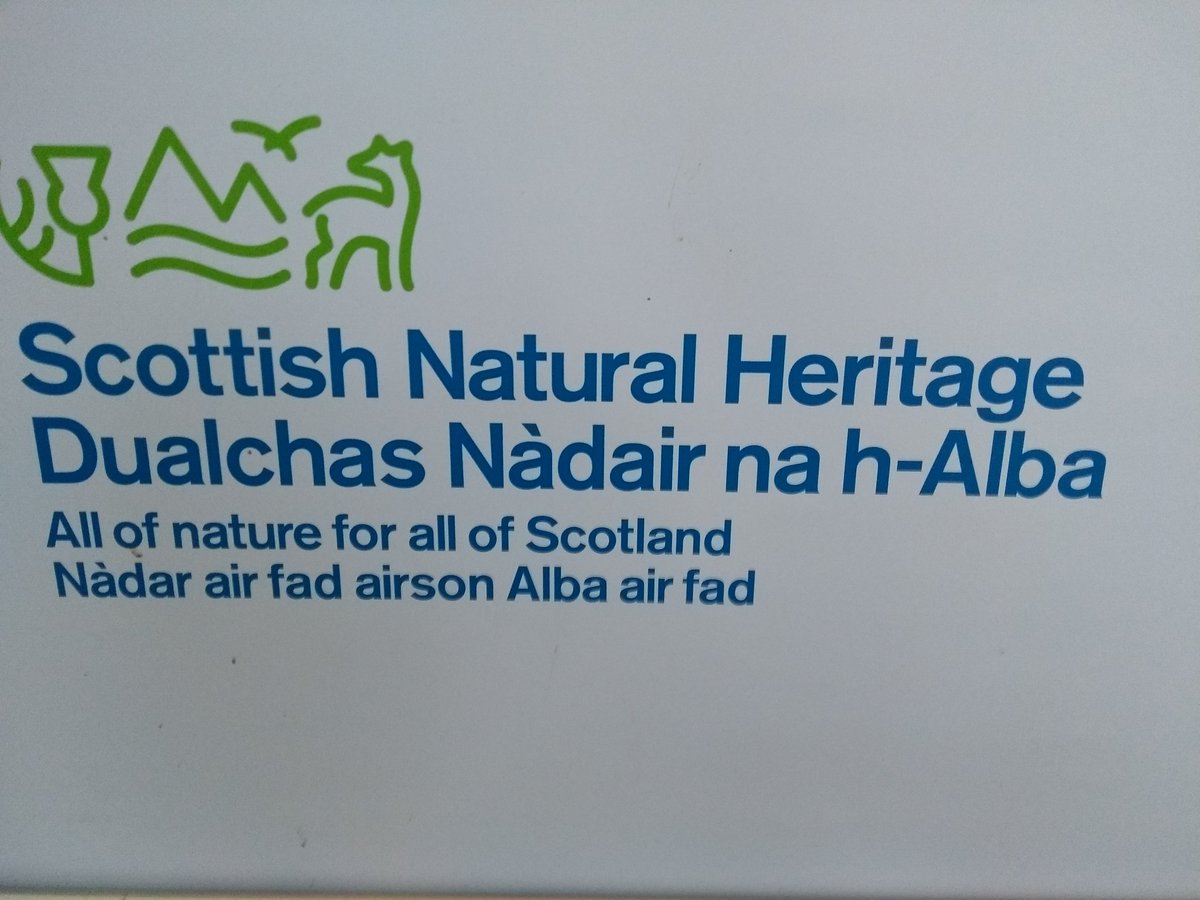 Scottish Natural Heritage
Dualchas Nàdair na h-Alba
All of nature for all of Scotland
Nàdar air fad airson Alba air fad